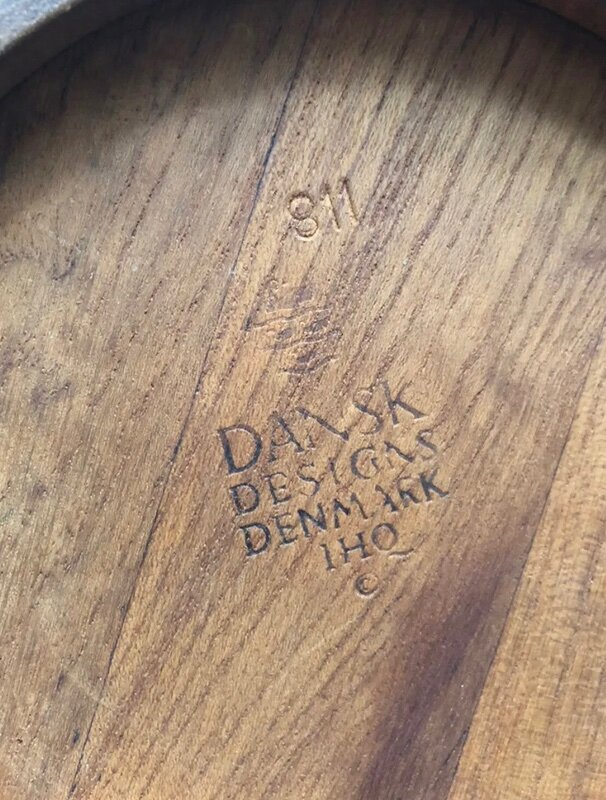 811
DANSK
DESIGNS
DENMARK
IHQ
©